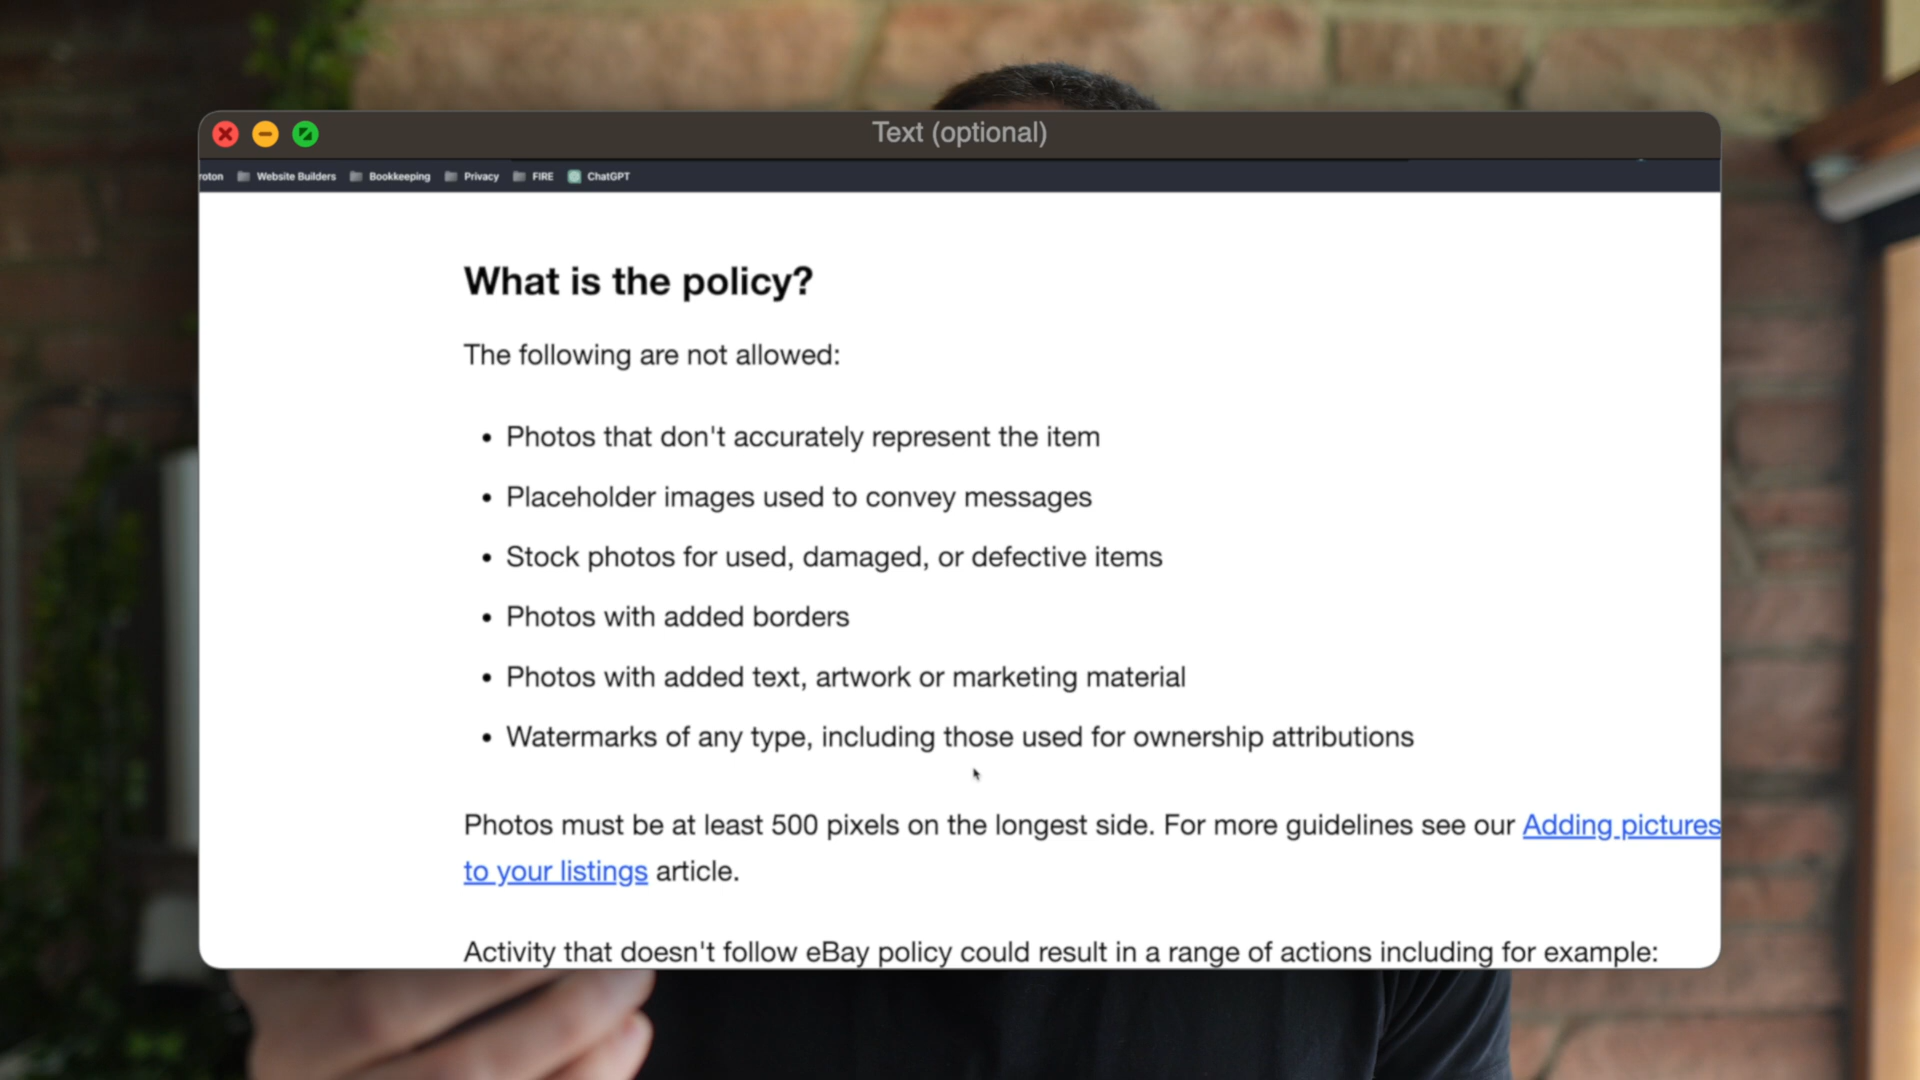 Text (optional)
roton Website Builders Bookkeeping Privacy FIRE ChatGPT
What is the policy?
The following are not allowed:
• Photos that don't accurately represent the item
• Placeholder images used to convey messages
• Stock photos for used, damaged, or defective items
• Photos with added borders
• Photos with added text, artwork or marketing material
• Watermarks of any type, including those used for ownership attributions
Photos must be at least 500 pixels on the longest side. For more guidelines see our Adding pictures
to your listings article.
Activity that doesn't follow eBay policy could result in a range of actions including for example: